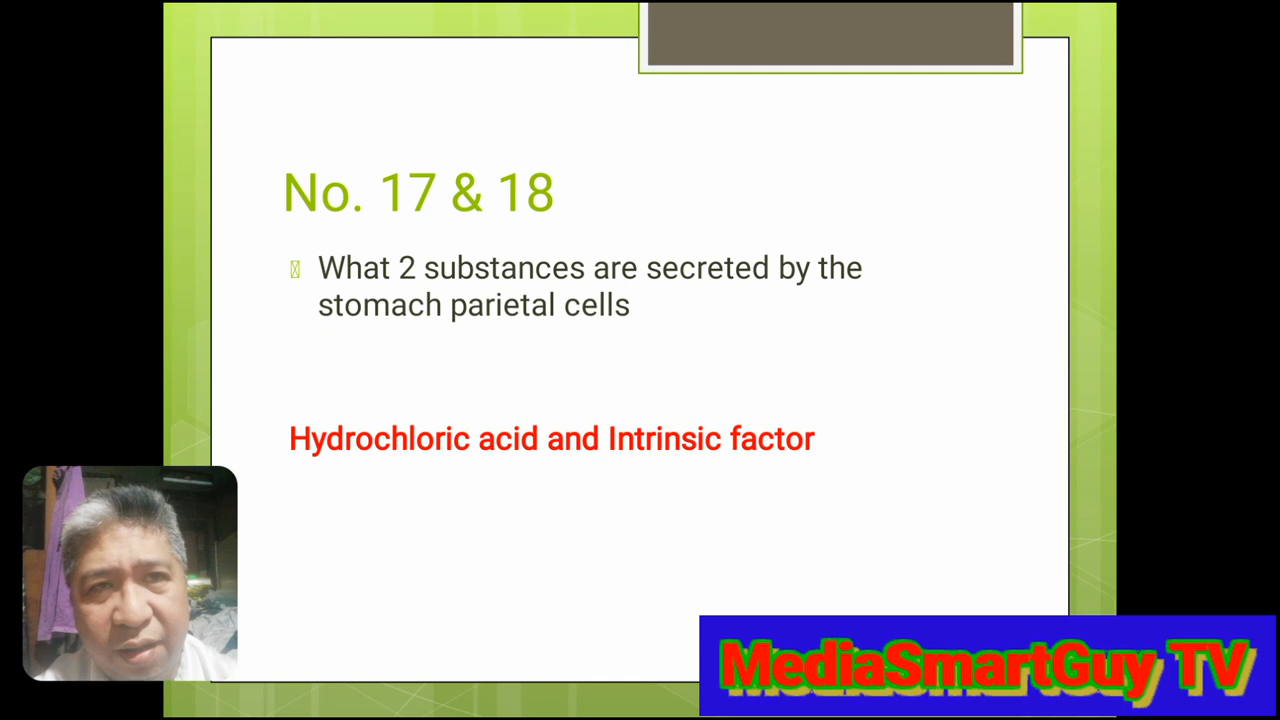 No. 17 & 18
What 2 substances are secreted by the
stomach parietal cells
Hydrochloric acid and Intrinsic factor
MediaSmartGuy TV